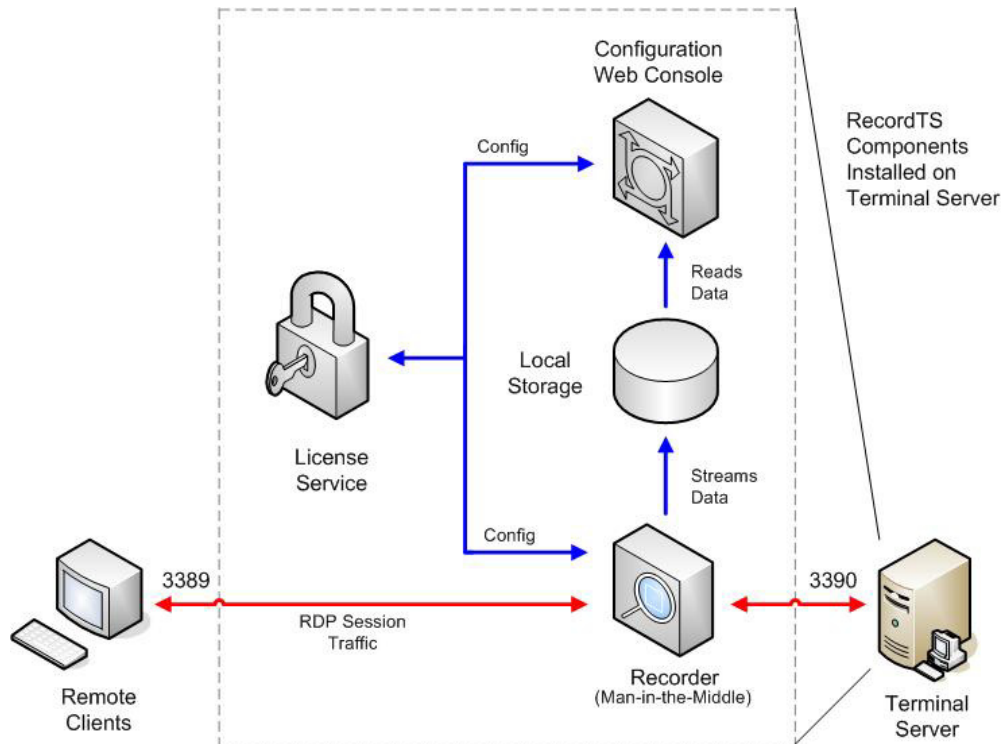 Configuration
Web Console
RecordTS
Components
Installed on
Terminal Server
Config
Reads
Data
Local
Storage
License
Service
Streams
Data
Config
3389
3390
RDP Session
Traffic
Remote
Clients
Recorder
(Man-in-the-Middle)
Terminal
Server